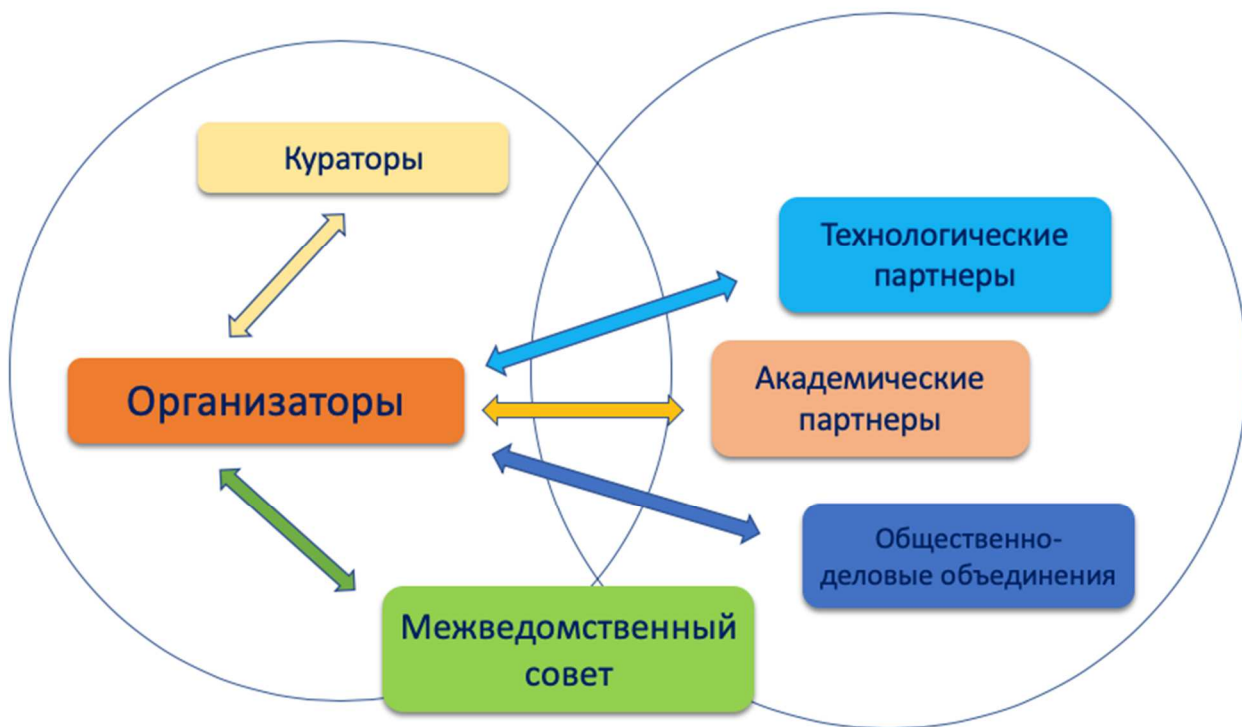 Кураторы
Технологические
партнеры
Организаторы
Академические
партнеры
Общественно-
деловые объединения
Межведомственный
совет